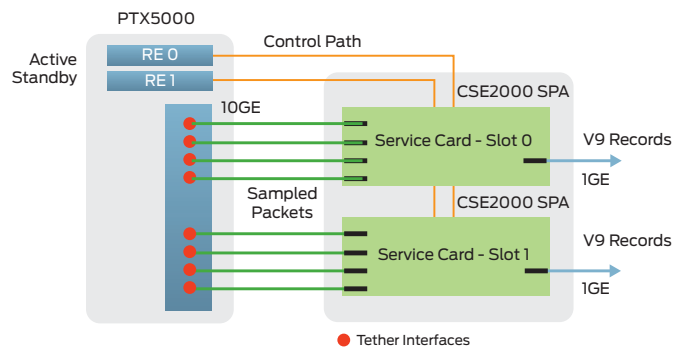 PTX5000
Active
Standby
RE 0
RE 1
Control Path
10GE
CSE2000 SPA
Service Card - Slot 0
V9 Records
1GE
Sampled
Packets
CSE2000 SPA
Service Card - Slot 1
V9 Records
1GE
Tether Interfaces